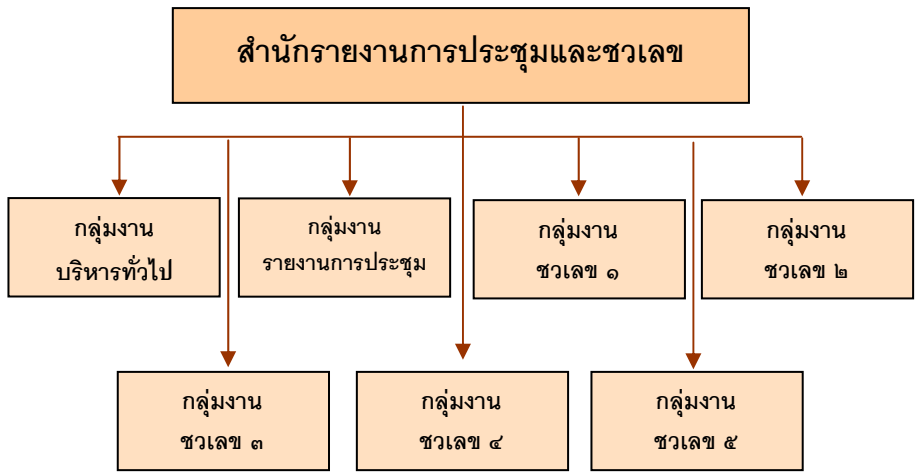 สำนักรายงานการประชุมและชวเลข
กลุ่มงาน
บริหารทั่วไป
กลุ่มงาน
รายงานการประชุม
กลุ่มงาน
ชวเลข ๑
กลุ่มงาน
ชวเลข ๒
กลุ่มงาน
ชวเลข ๓
กลุ่มงาน
ชวเลข ๔
กลุ่มงาน
ชวเลข ๕